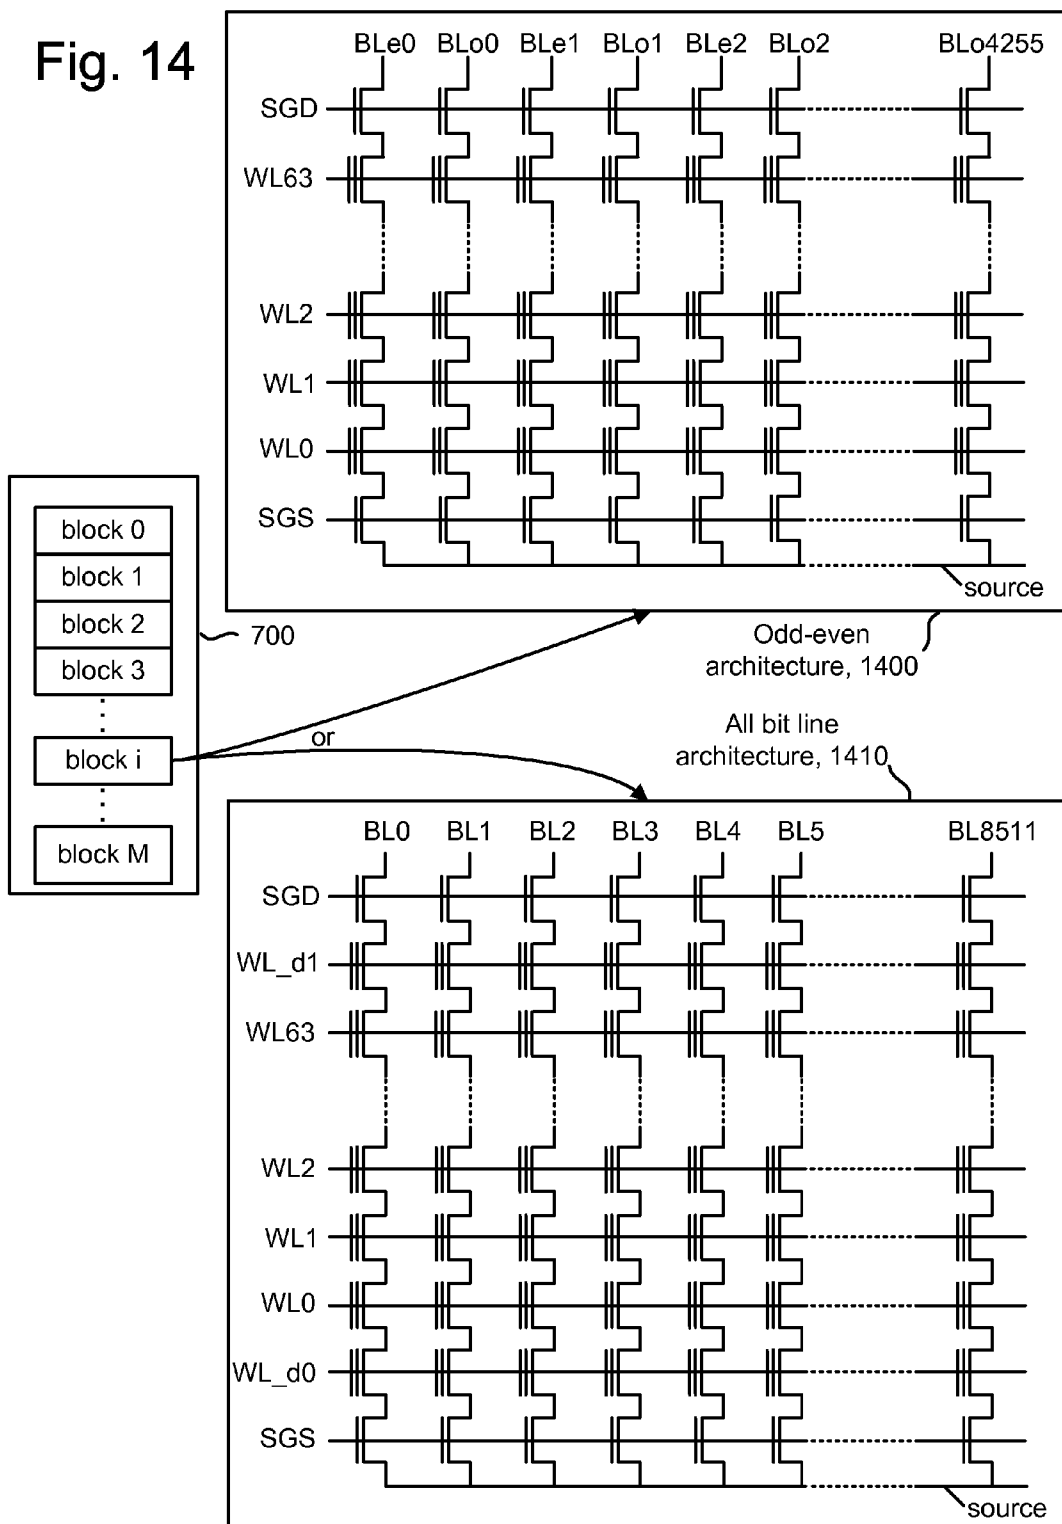 Fig. 14
BLe0 BLo0 BLe1 BLo1 BLe2 BLo2 BLo4255
SGD
WL63
WL2
WL1
WL0
SGS
source
block 0
block 1
block 2
block 3
block i
block M
700
or
Odd-even
architecture, 1400
All bit line
architecture, 1410
BL0 BL1 BL2 BL3 BL4 BL5 BL8511
SGD
WL_d1
WL63
WL2
WL1
WL0
WL_d0
SGS
source